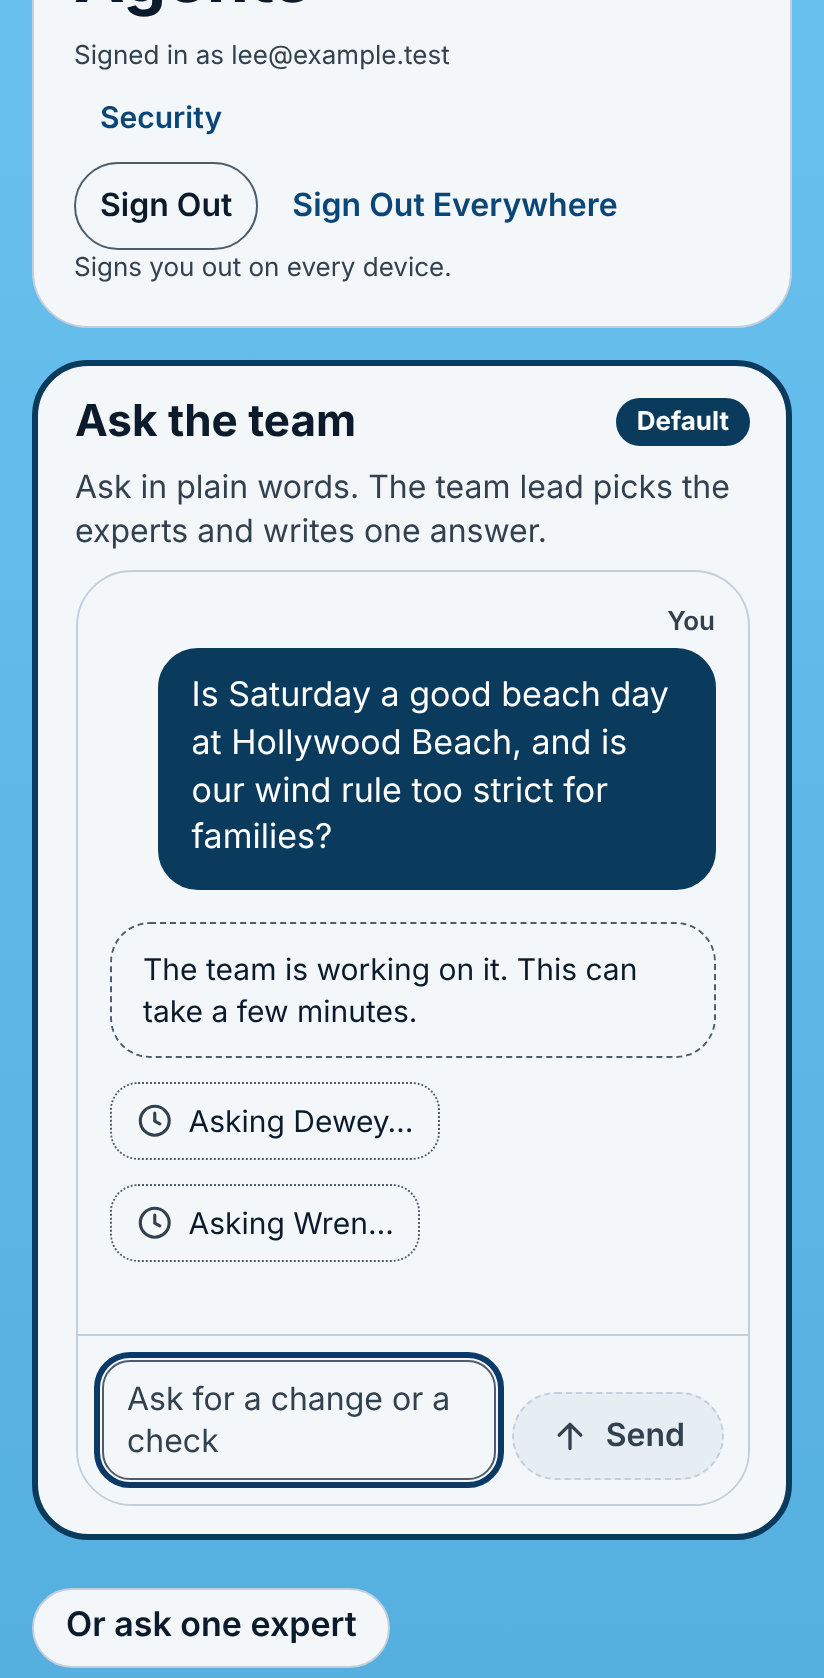 Agents
Signed in as lee@example.test
Security
Sign Out
Sign Out Everywhere
Signs you out on every device.
Ask the team
Default
Ask in plain words. The team lead picks the
experts and writes one answer.
You
Is Saturday a good beach day
at Hollywood Beach, and is
our wind rule too strict for
families?
The team is working on it. This can
take a few minutes.
Asking Dewey...
Asking Wren...
Ask for a change or a
check
Send
Or ask one expert